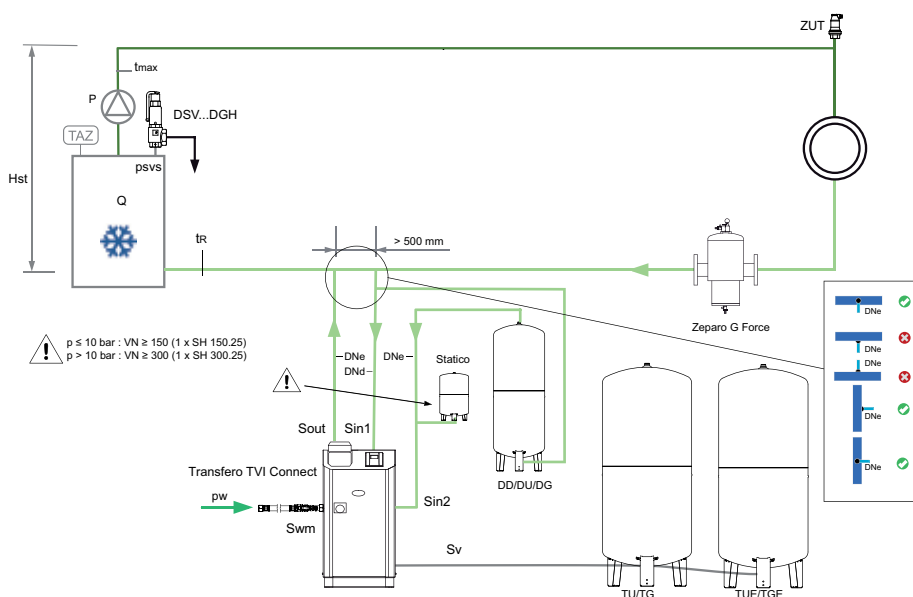 ZUT
tmax
P
DSV...DGH
TAZ
psvs
Hst
Q
tR
> 500 mm
Zeparo G Force
DNe
DNe
DNe
DNe
DNe
p ≤ 10 bar : VN ≥ 150 (1 x SH 150.25)
p > 10 bar : VN ≥ 300 (1 x SH 300.25)
DNe
DNd
DNe
Statico
Sout
Sin1
Transfero TVI Connect
DD/DU/DG
pw
Sin2
Swm
Sv
TU/TG
TUE/TGE